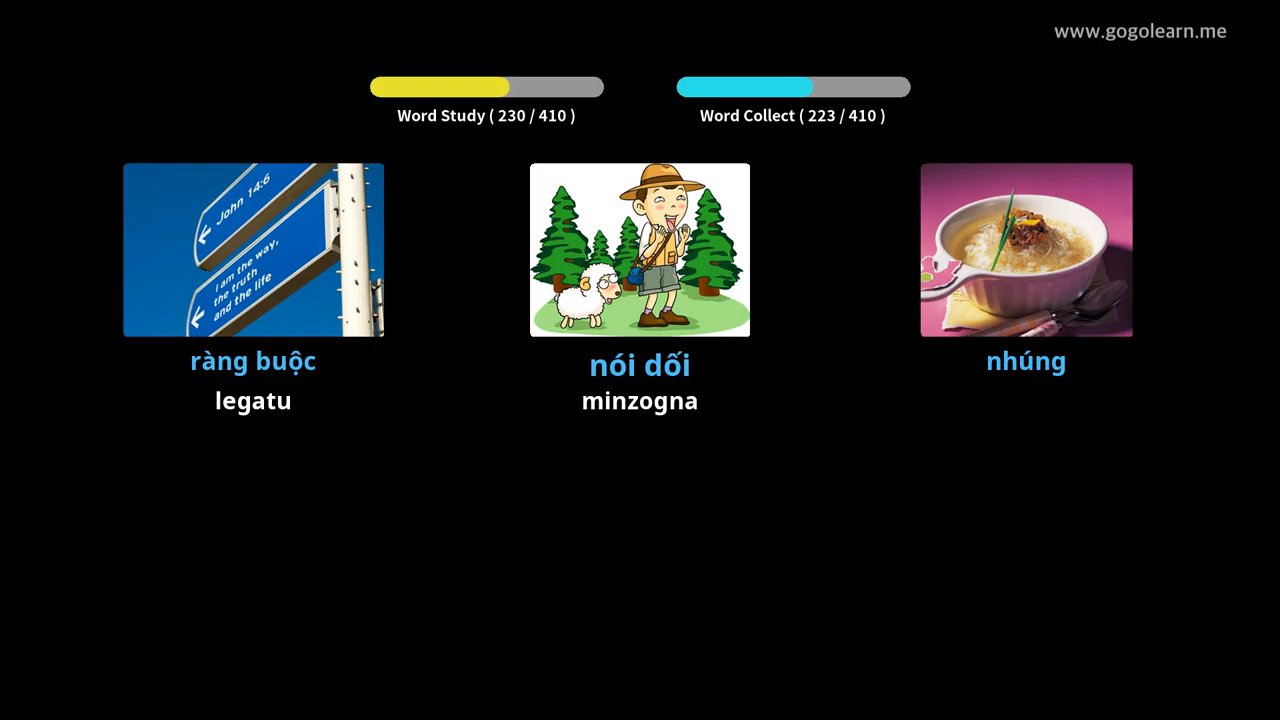 www.gogolearn.me
Word Study ( 230 / 410 )
Word Collect ( 223 / 410 )
John 14:6
I am the way,
the truth
and the life
ràng buộc
nói dối
nhúng
legatu
minzogna